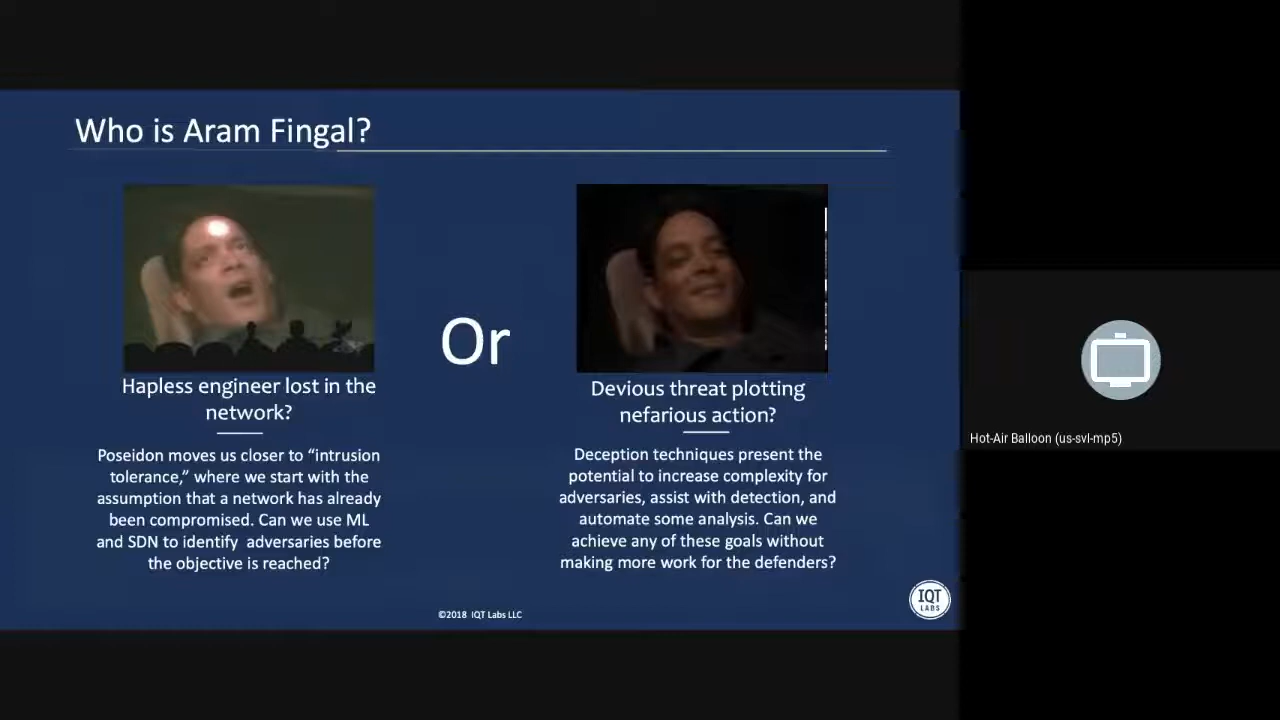 Who is Aram Fingal?
Hapless engineer lost in the
network?
Poseidon moves us closer to “intrusion
tolerance,” where we start with the
assumption that a network has already
been compromised. Can we use ML
and SDN to identify  adversaries before
the objective is reached?
Or
Devious threat plotting
nefarious action?
Deception techniques present the
potential to increase complexity for
adversaries, assist with detection, and
automate some analysis. Can we
achieve any of these goals without
making more work for the defenders?
©2018 IQT Labs LLC
IQT
LABS
Hot-Air Balloon (us-svl-mp5)